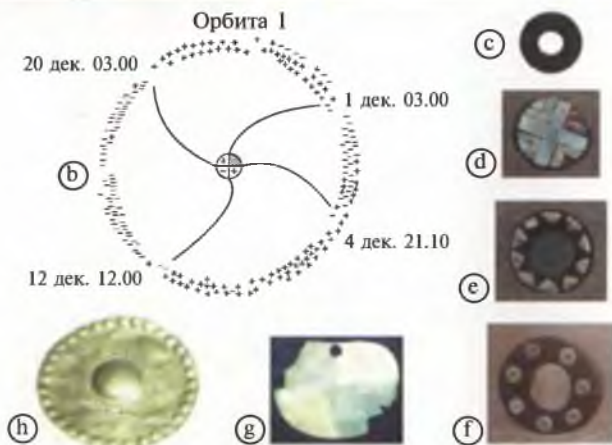 Орбита 1
20 дек. 03.00
1 дек. 03.00
4 дек. 21.10
12 дек. 12.00
b
c
d
e
f
g
h